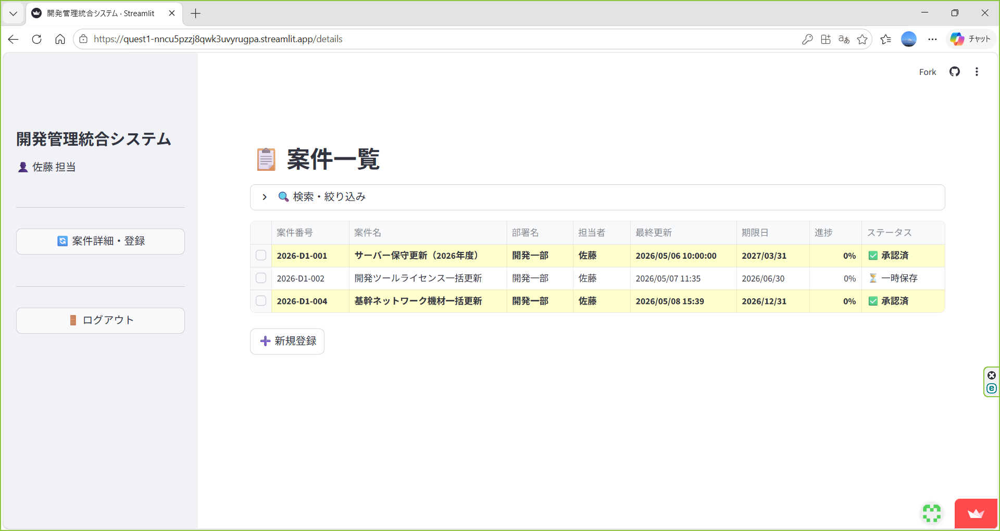 開発管理統合システム · Streamlit
https://quest1-nncu5pzzj8qwk3uvyrugpa.streamlit.app/details
チャット
Fork
開発管理統合システム
佐藤 担当
案件詳細・登録
ログアウト
案件一覧
検索・絞り込み
案件番号 案件名 部署名 担当者 最終更新 期限日 進捗 ステータス
2026-D1-001 サーバー保守更新（2026年度） 開発一部 佐藤 2026/05/06 10:00:00 2027/03/31 0% 承認済
2026-D1-002 開発ツールライセンス一括更新 開発一部 佐藤 2026/05/07 11:35 2026/06/30 0% 一時保存
2026-D1-004 基幹ネットワーク機材一括更新 開発一部 佐藤 2026/05/08 15:39 2026/12/31 0% 承認済
新規登録